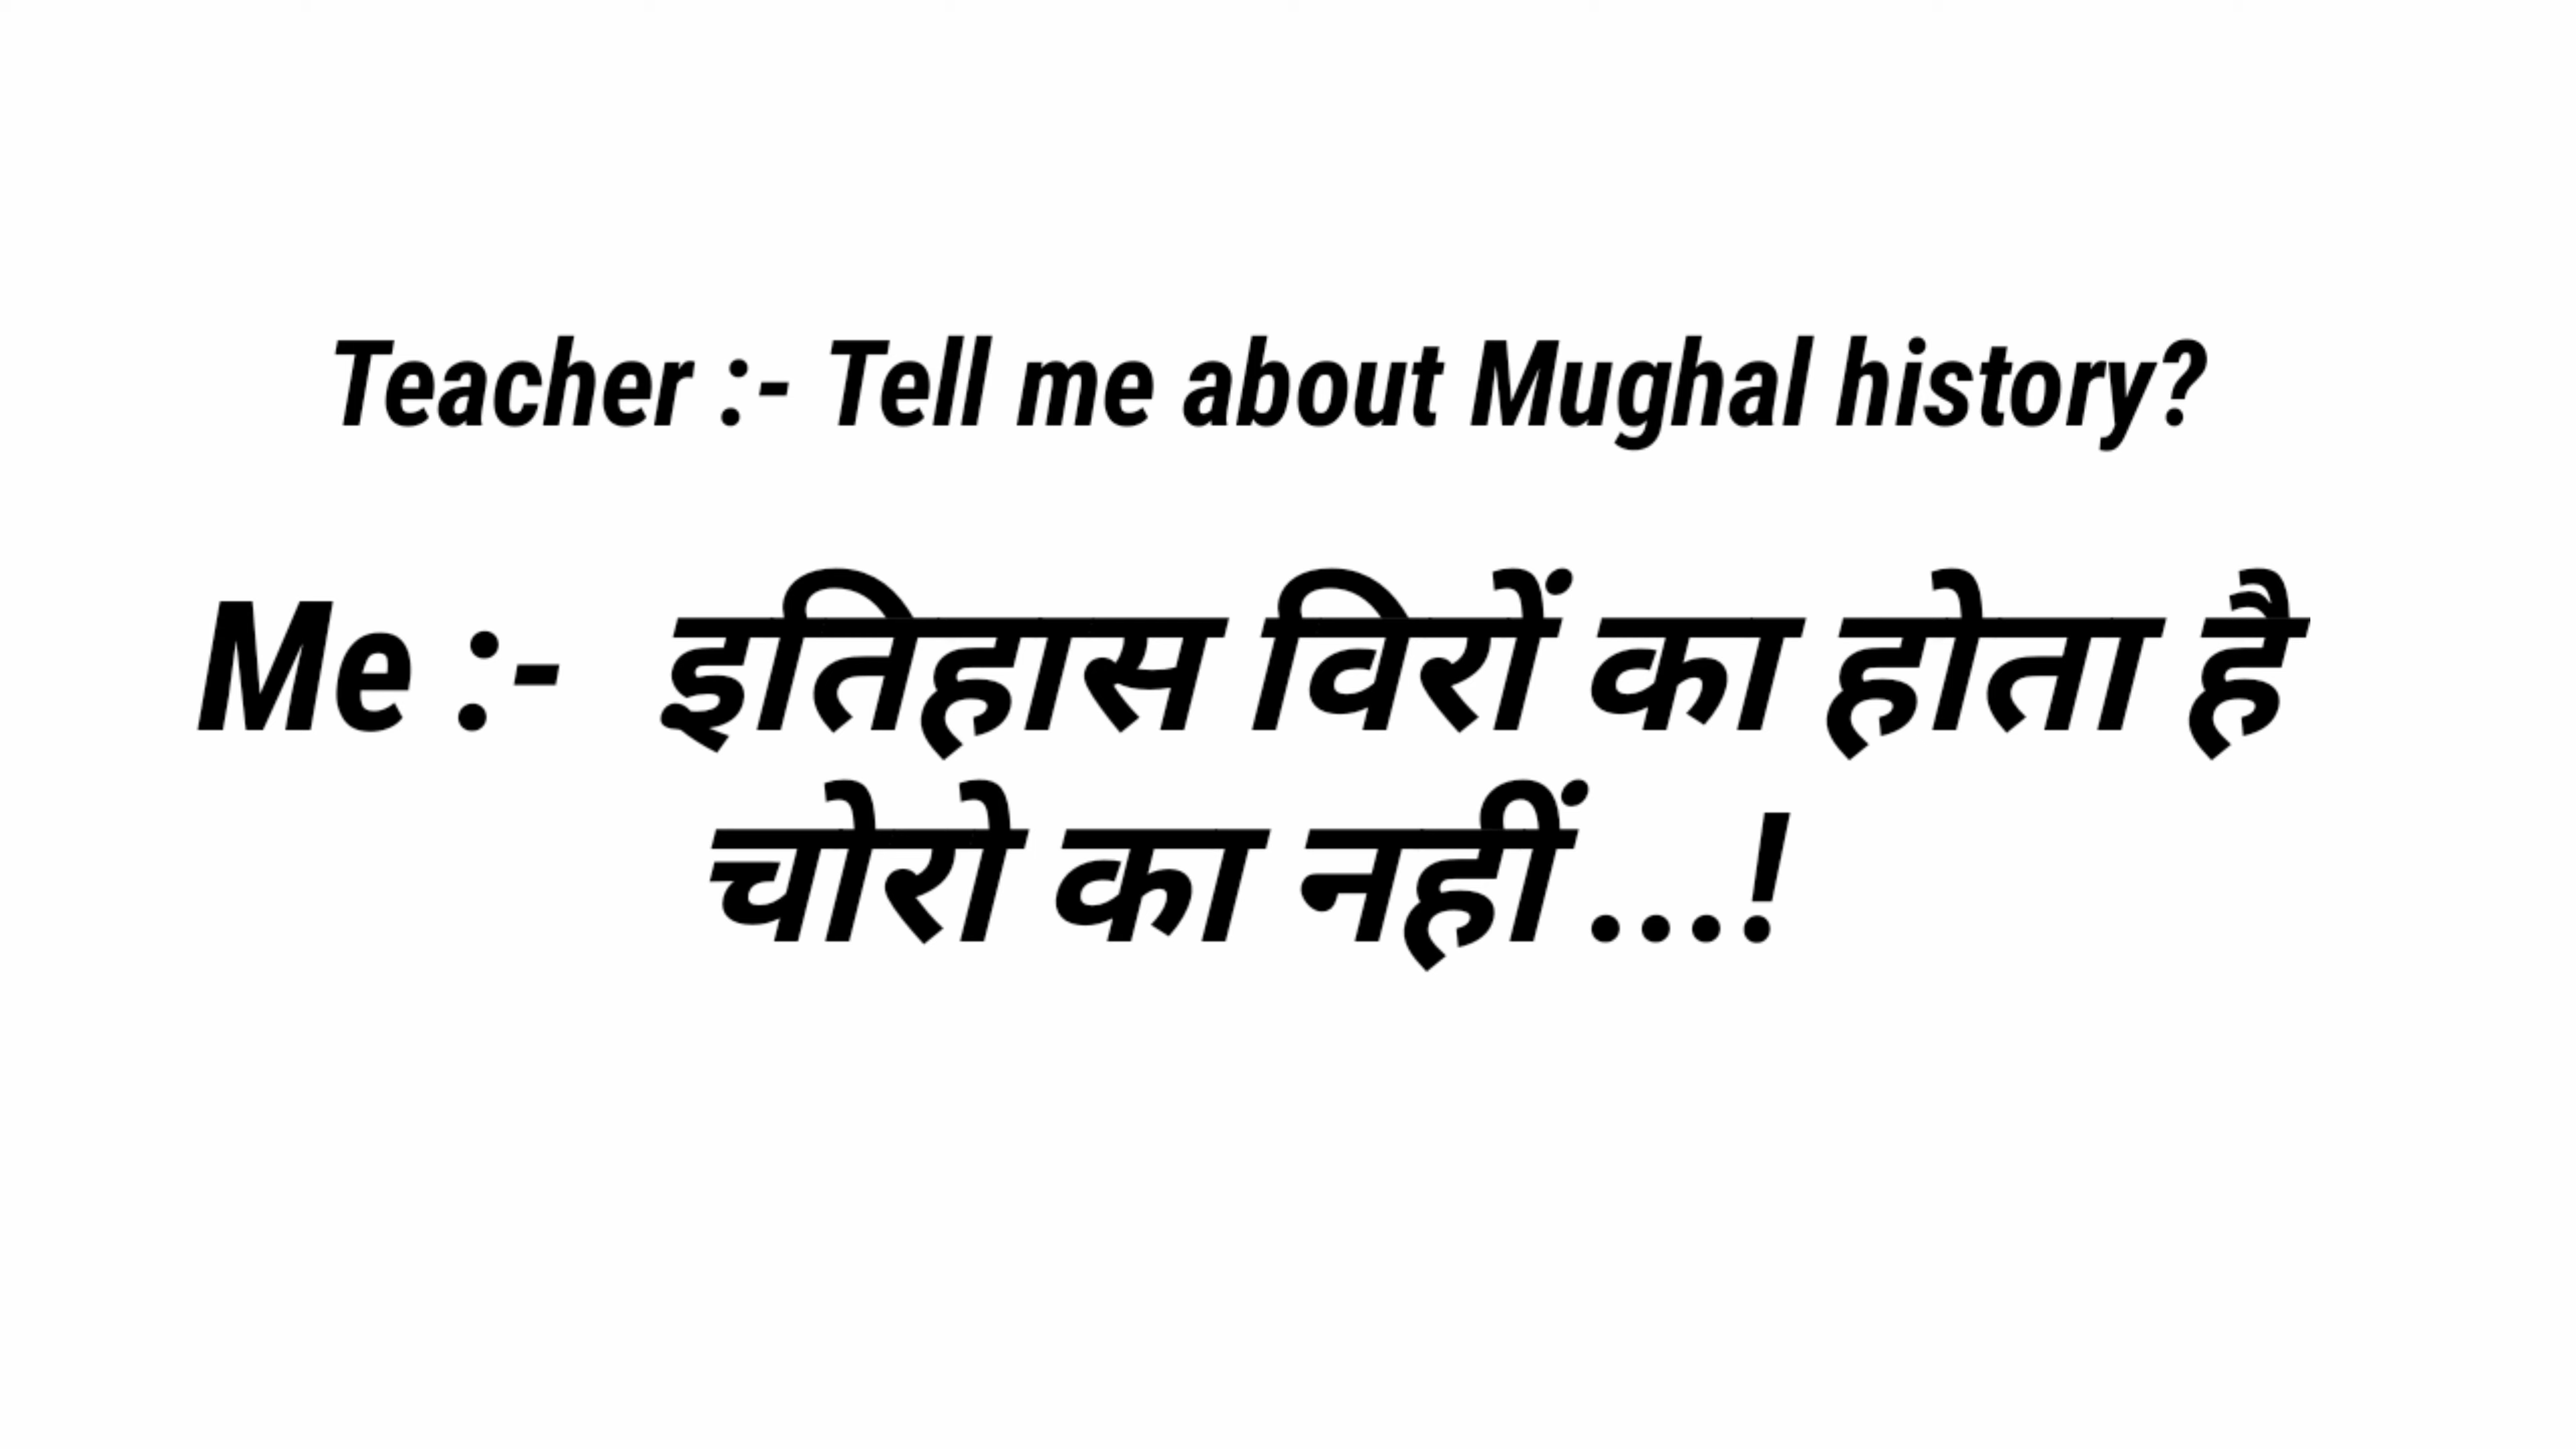 Teacher :- Tell me about Mughal history?
Me :- इतिहास विरों का होता है
चोरो का नहीं...!